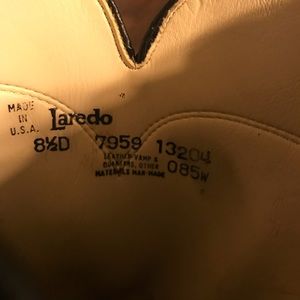 MADE IN U.S.A.
Laredo
8½D 7959 13204
LEATHER VAMP &
QUARTERS, OTHER
MATERIALS MAN-MADE
085W